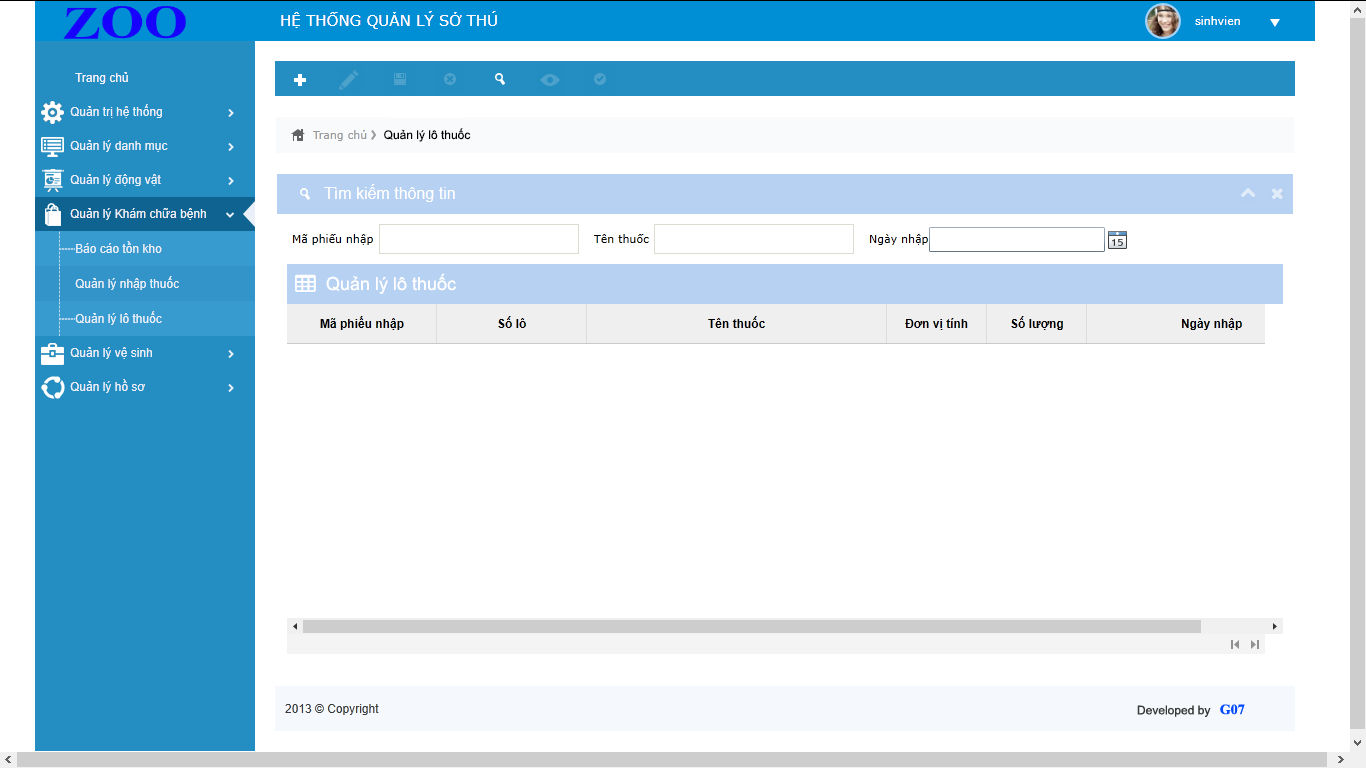 ZOO
HỆ THỐNG QUẢN LÝ SỞ THÚ
sinhvien
Trang chủ
Quản trị hệ thống
Quản lý danh mục
Quản lý động vật
Quản lý Khám chữa bệnh
Báo cáo tồn kho
Quản lý nhập thuốc
Quản lý lô thuốc
Quản lý vệ sinh
Quản lý hồ sơ
Trang chủ Quản lý lô thuốc
Tìm kiếm thông tin
Mã phiếu nhập Tên thuốc Ngày nhập 15
Quản lý lô thuốc
Mã phiếu nhập Số lô Tên thuốc Đơn vị tính Số lượng Ngày nhập
2013 © Copyright
Developed by G07